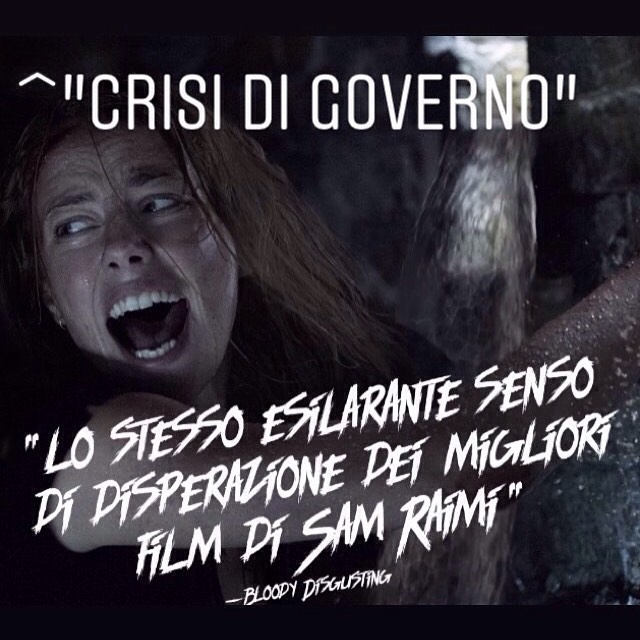 ^"CRISI DI GOVERNO"
"LO STESSO ESILARANTE SENSO
DI DISPERAZIONE DEI MIGLIORI
FILM DI SAM RAIMI"
—BLOODY DISGUSTING